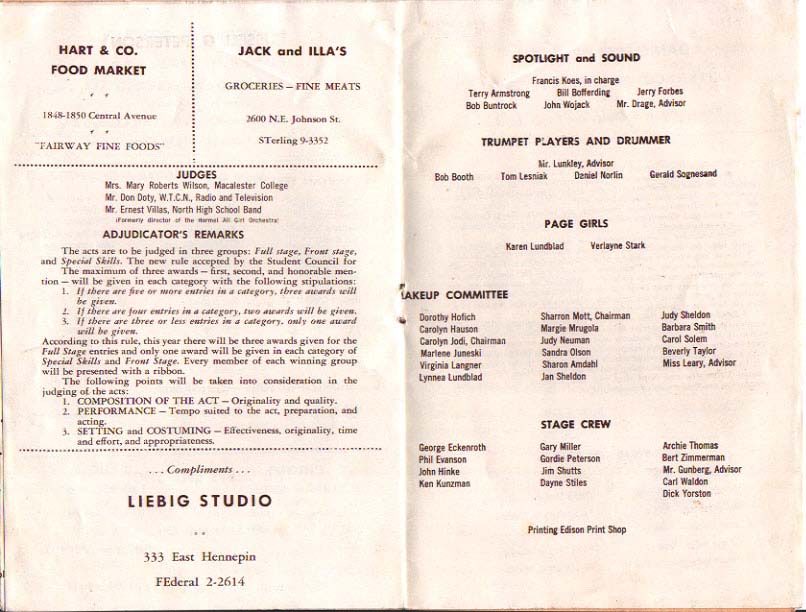 HART & CO.
FOOD MARKET
1848-1850 Central Avenue
"FAIRWAY FINE FOODS"
JACK and ILLA'S
GROCERIES — FINE MEATS
2600 N.E. Johnson St.
STerling 9-3352
JUDGES
Mrs. Mary Roberts Wilson, Macalester College
Mr. Don Doty, W.T.C.N., Radio and Television
Mr. Ernest Villas, North High School Band
(Formerly director of the Hormel All Girl Orchestra)
ADJUDICATOR'S REMARKS
The acts are to be judged in three groups: Full stage, Front stage,
and Special Skills. The new rule accepted by the Student Council for
The maximum of three awards — first, second, and honorable men-
tion — will be given in each category with the following stipulations:
1. If there are five or more entries in a category, three awards will
be given.
2. If there are four entries in a category, two awards will be given.
3. If there are three or less entries in a category, only one award
will be given.
According to this rule, this year there will be three awards given for the
Full Stage entries and only one award will be given in each category of
Special Skills and Front Stage. Every member of each winning group
will be presented with a ribbon.
The following points will be taken into consideration in the
judging of the acts:
1. COMPOSITION OF THE ACT — Originality and quality.
2. PERFORMANCE — Tempo suited to the act, preparation, and
acting.
3. SETTING and COSTUMING — Effectiveness, originality, time
and effort, and appropriateness.
. . . Compliments . . .
LIEBIG STUDIO
333 East Hennepin
FEderal 2-2614
SPOTLIGHT and SOUND
Francis Koes, in charge
Terry Armstrong Bill Bofferding Jerry Forbes
Bob Buntrock John Wojack Mr. Drage, Advisor
TRUMPET PLAYERS AND DRUMMER
Mr. Lunkley, Advisor
Bob Booth Tom Lesniak Daniel Norlin Gerald Sognesand
PAGE GIRLS
Karen Lundblad Verlayne Stark
MAKEUP COMMITTEE
Dorothy Hofich Sharron Mott, Chairman Judy Sheldon
Carolyn Hauson Margie Mrugola Barbara Smith
Carolyn Jodi, Chairman Judy Neuman Carol Solem
Marlene Juneski Sandra Olson Beverly Taylor
Virginia Langner Sharon Amdahl Miss Leary, Advisor
Lynnea Lundblad Jan Sheldon
STAGE CREW
George Eckenroth Gary Miller Archie Thomas
Phil Evanson Gordie Peterson Bert Zimmerman
John Hinke Jim Shutts Mr. Gunberg, Advisor
Ken Kunzman Dayne Stiles Carl Waldon
Dick Yorston
Printing Edison Print Shop